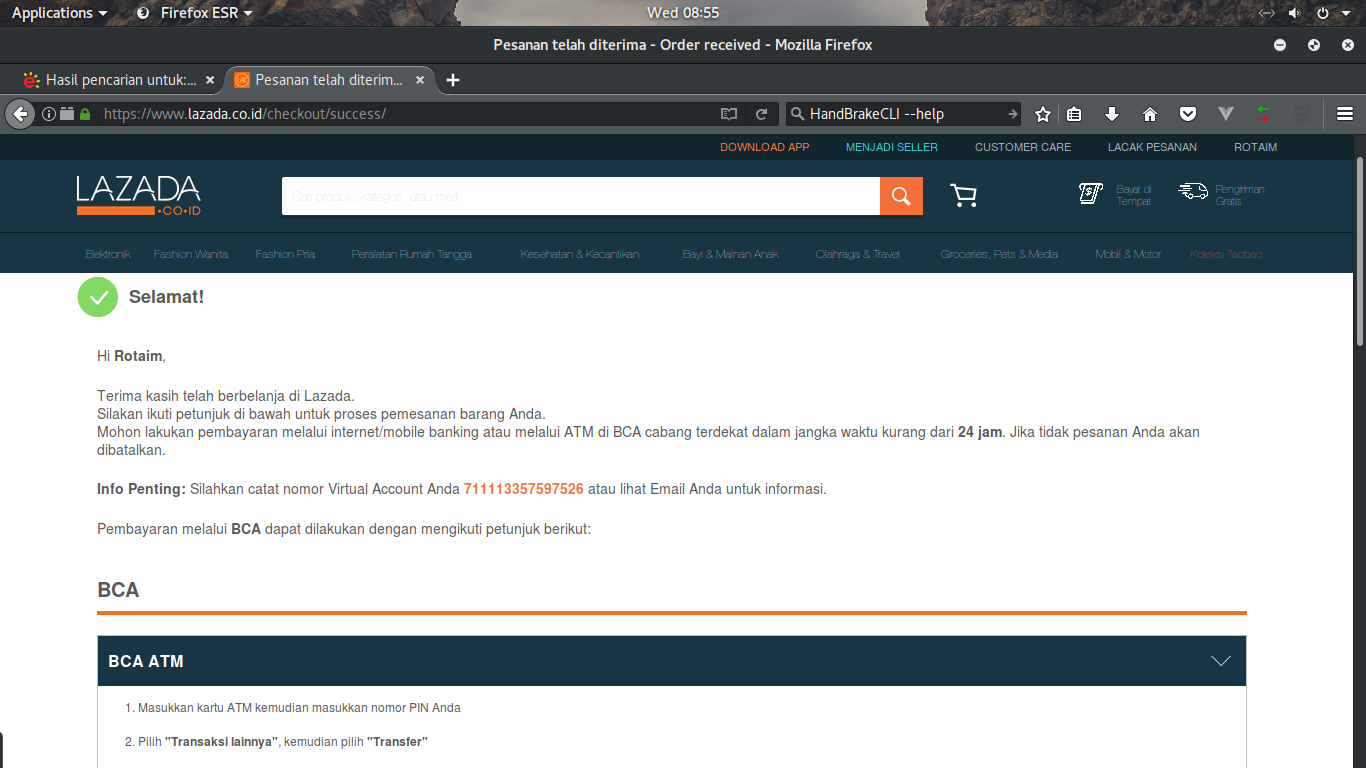 Applications Firefox ESR Wed 08:55
Pesanan telah diterima - Order received - Mozilla Firefox
Hasil pencarian untuk:... Pesanan telah diterim...
https://www.lazada.co.id/checkout/success/ HandBrakeCLI --help
DOWNLOAD APP MENJADI SELLER CUSTOMER CARE LACAK PESANAN ROTAIM
LAZADA
.CO.ID
Cari produk, kategori, atau merk
Bayar di
Tempat
Pengiriman
Gratis
Elektronik Fashion Wanita Fashion Pria Peralatan Rumah Tangga Kesehatan & Kecantikan Bayi & Mainan Anak Olahraga & Travel Groceries, Pets & Media Mobil & Motor Koleksi Taobao
Selamat!
Hi Rotaim,
Terima kasih telah berbelanja di Lazada.
Silakan ikuti petunjuk di bawah untuk proses pemesanan barang Anda.
Mohon lakukan pembayaran melalui internet/mobile banking atau melalui ATM di BCA cabang terdekat dalam jangka waktu kurang dari 24 jam. Jika tidak pesanan Anda akan
dibatalkan.
Info Penting: Silahkan catat nomor Virtual Account Anda 711113357597526 atau lihat Email Anda untuk informasi.
Pembayaran melalui BCA dapat dilakukan dengan mengikuti petunjuk berikut:
BCA
BCA ATM
1. Masukkan kartu ATM kemudian masukkan nomor PIN Anda
2. Pilih "Transaksi lainnya", kemudian pilih "Transfer"